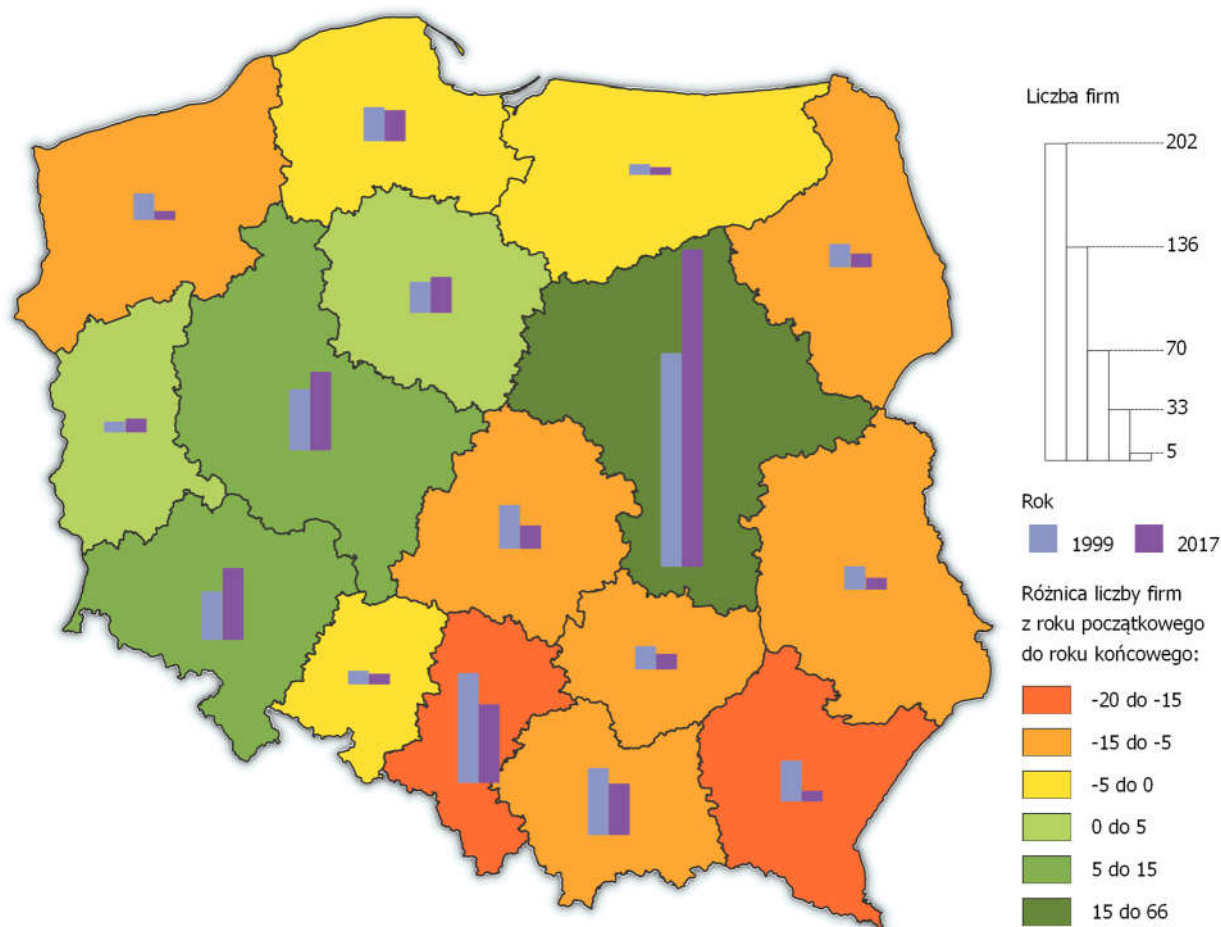 Liczba firm
202
136
70
33
5
Rok
1999 2017
Różnica liczby firm
z roku początkowego
do roku końcowego:
-20 do -15
-15 do -5
-5 do 0
0 do 5
5 do 15
15 do 66